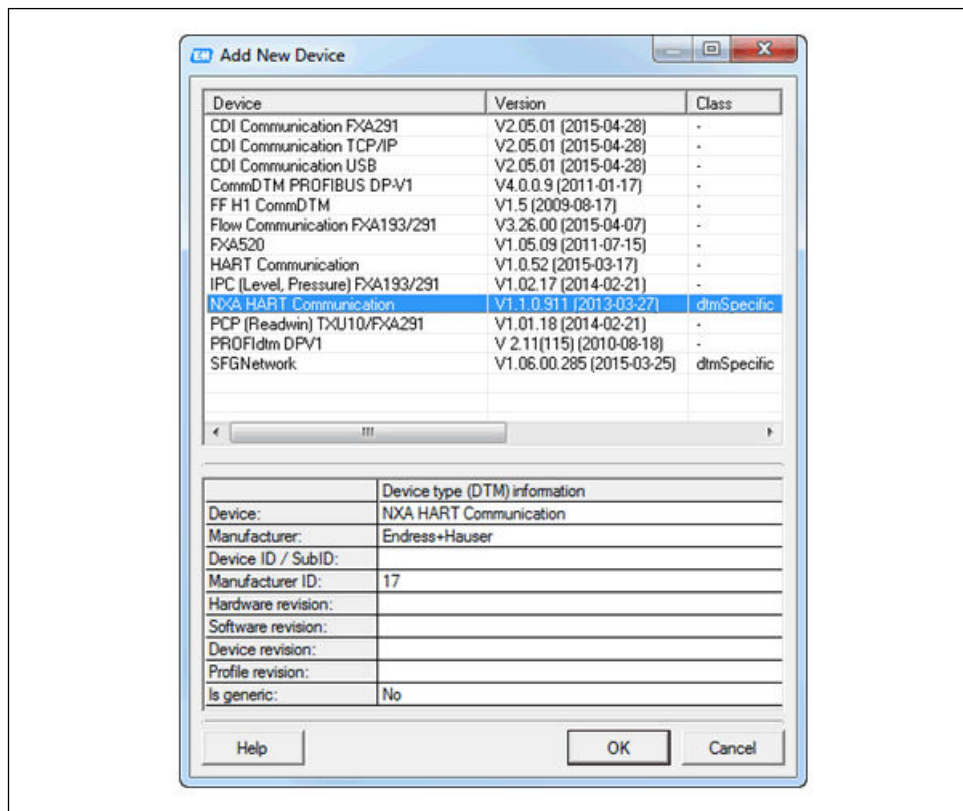 Add New Device
Device Version Class
CDI Communication FXA291 V2.05.01 (2015-04-28) -
CDI Communication TCP/IP V2.05.01 (2015-04-28) -
CDI Communication USB V2.05.01 (2015-04-28) -
CommDTM PROFIBUS DP-V1 V4.0.0.9 (2011-01-17) -
FF H1 CommDTM V1.5 (2009-08-17) -
Flow Communication FXA193/291 V3.26.00 (2015-04-07) -
FXA520 V1.05.09 (2011-07-15) -
HART Communication V1.0.52 (2015-03-17) -
IPC (Level, Pressure) FXA193/291 V1.02.17 (2014-02-21) -
NXA HART Communication V1.1.0.911 (2013-03-27) dtmSpecific
PCP (Readwin) TXU10/FXA291 V1.01.18 (2014-02-21) -
PROFIdtm DPV1 V 2.11(115) (2010-08-18) -
SFGNetwork V1.06.00.285 (2015-03-25) dtmSpecific
Device type (DTM) information
Device: NXA HART Communication
Manufacturer: Endress+Hauser
Device ID / SubID:
Manufacturer ID: 17
Hardware revision:
Software revision:
Device revision:
Profile revision:
Is generic: No
Help OK Cancel